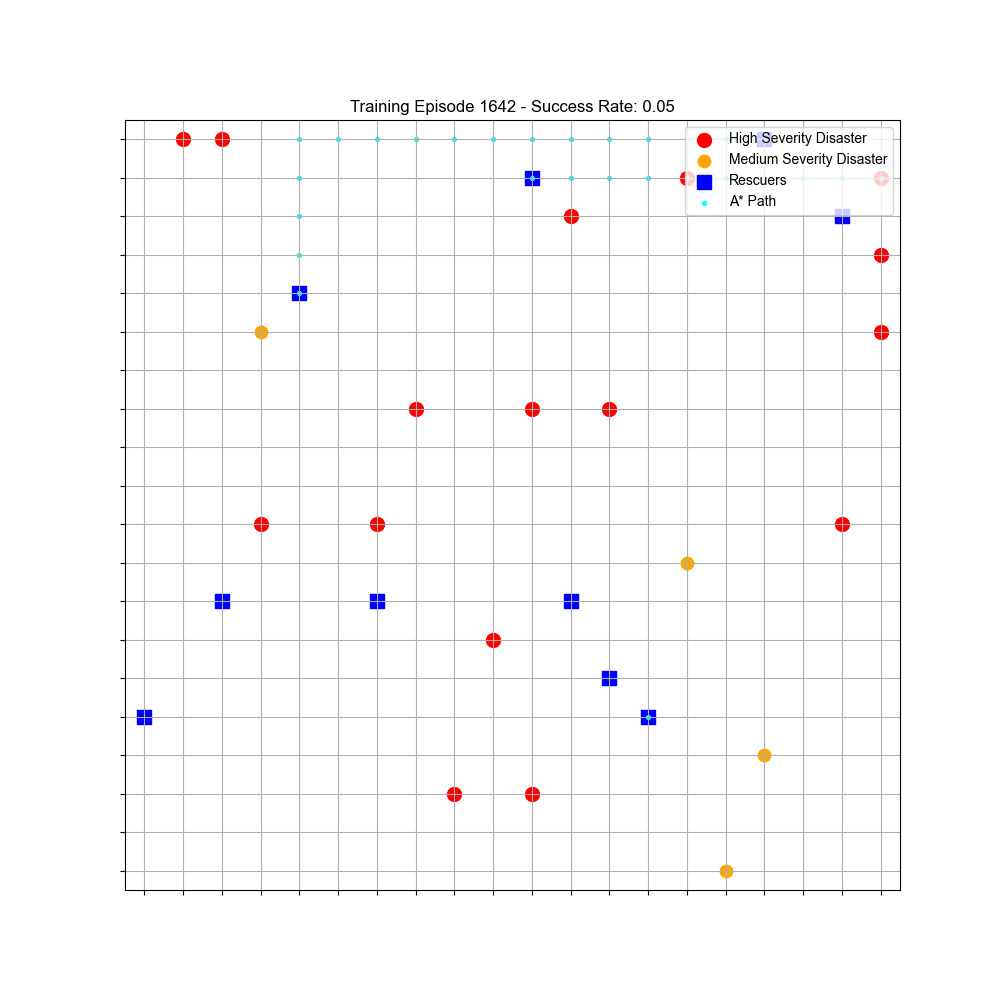 Training Episode 1642 - Success Rate: 0.05
High Severity Disaster
Medium Severity Disaster
Rescuers
A* Path